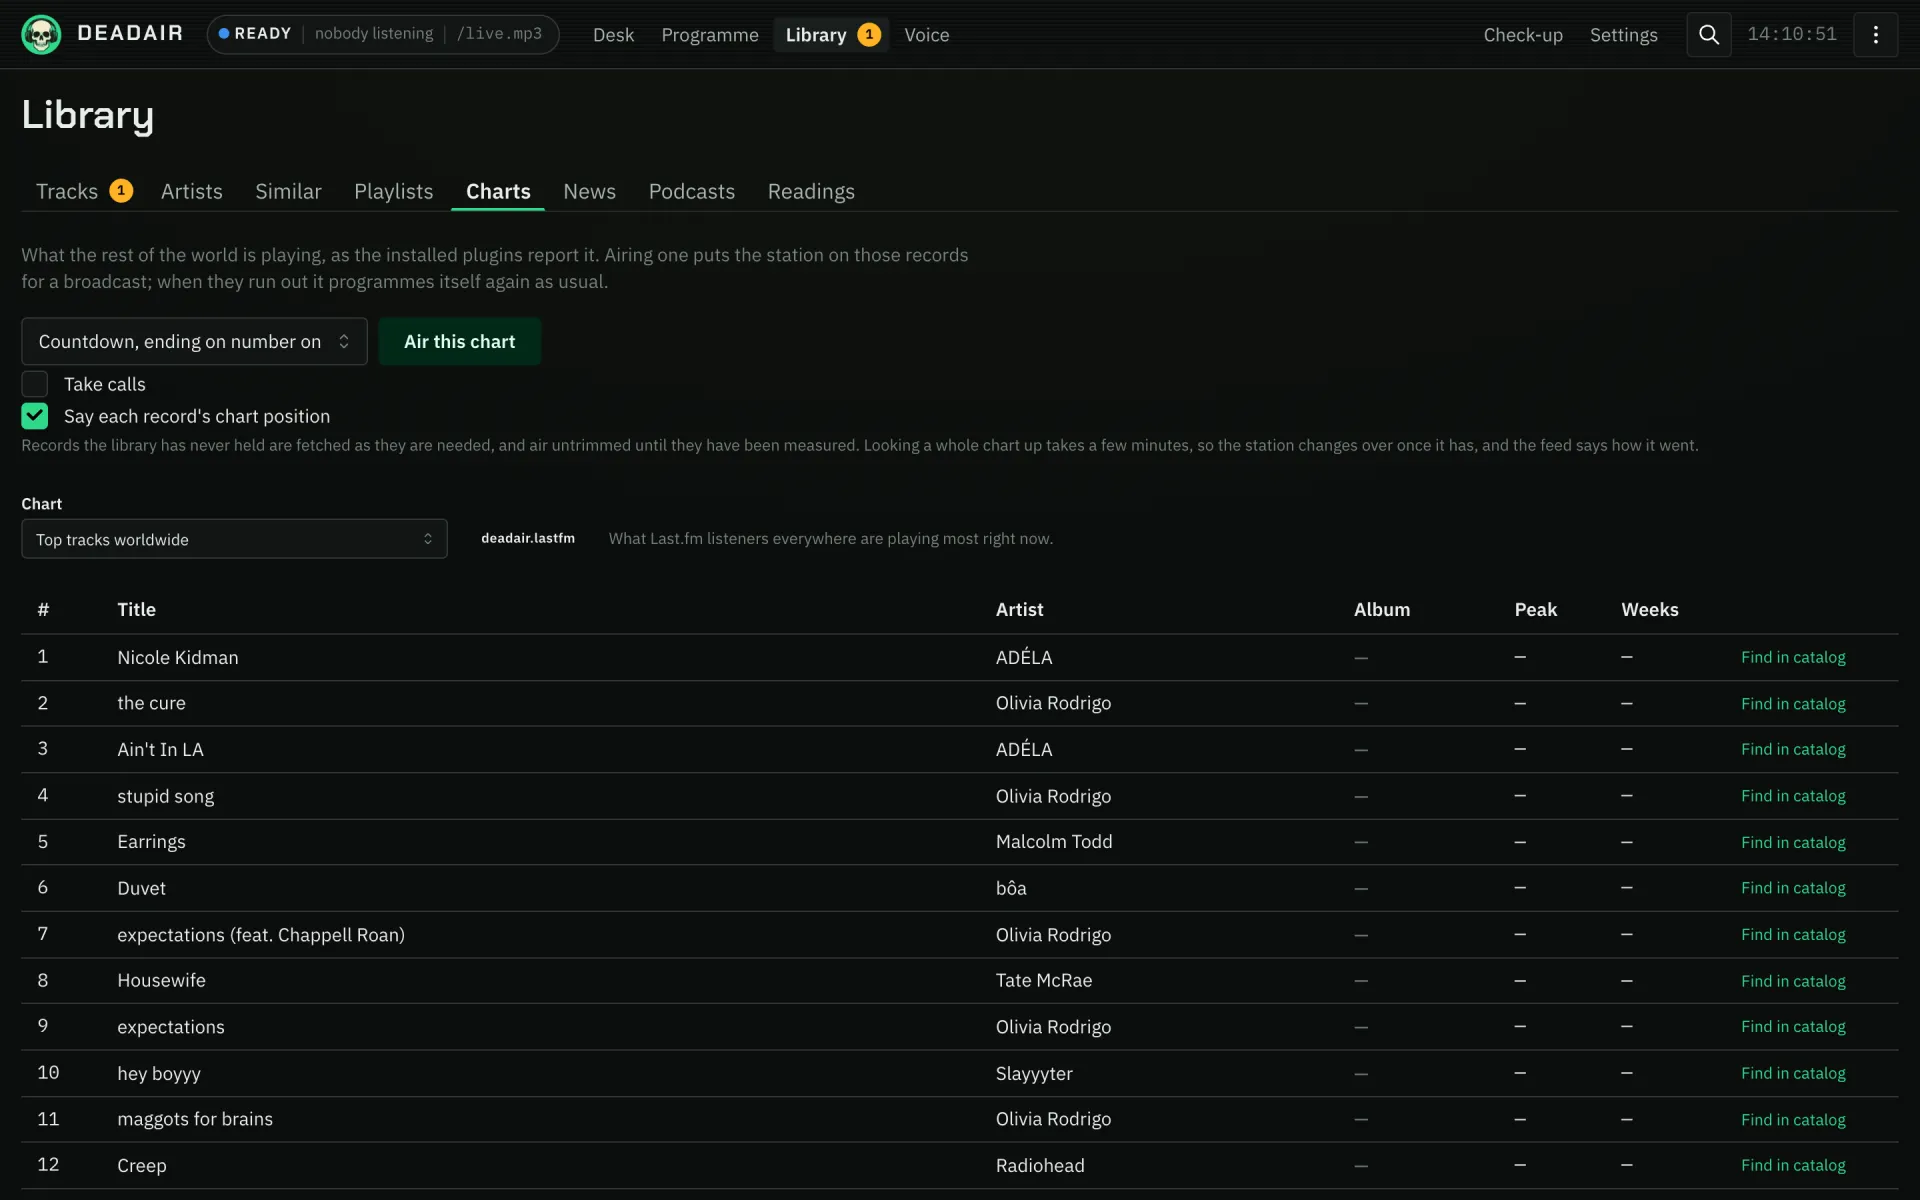 DEADAIR READY nobody listening /live.mp3 Desk Programme Library 1 Voice Check-up Settings 14:10:51
Library
Tracks 1 Artists Similar Playlists Charts News Podcasts Readings
What the rest of the world is playing, as the installed plugins report it. Airing one puts the station on those records
for a broadcast; when they run out it programmes itself again as usual.
Countdown, ending on number on Air this chart
Take calls
Say each record's chart position
Records the library has never held are fetched as they are needed, and air untrimmed until they have been measured. Looking a whole chart up takes a few minutes, so the station changes over once it has, and the feed says how it went.
Chart
Top tracks worldwide deadair.lastfm What Last.fm listeners everywhere are playing most right now.
# Title Artist Album Peak Weeks
1 Nicole Kidman ADÉLA — — — Find in catalog
2 the cure Olivia Rodrigo — — — Find in catalog
3 Ain't In LA ADÉLA — — — Find in catalog
4 stupid song Olivia Rodrigo — — — Find in catalog
5 Earrings Malcolm Todd — — — Find in catalog
6 Duvet bôa — — — Find in catalog
7 expectations (feat. Chappell Roan) Olivia Rodrigo — — — Find in catalog
8 Housewife Tate McRae — — — Find in catalog
9 expectations Olivia Rodrigo — — — Find in catalog
10 hey boyyy Slayyyter — — — Find in catalog
11 maggots for brains Olivia Rodrigo — — — Find in catalog
12 Creep Radiohead — — — Find in catalog